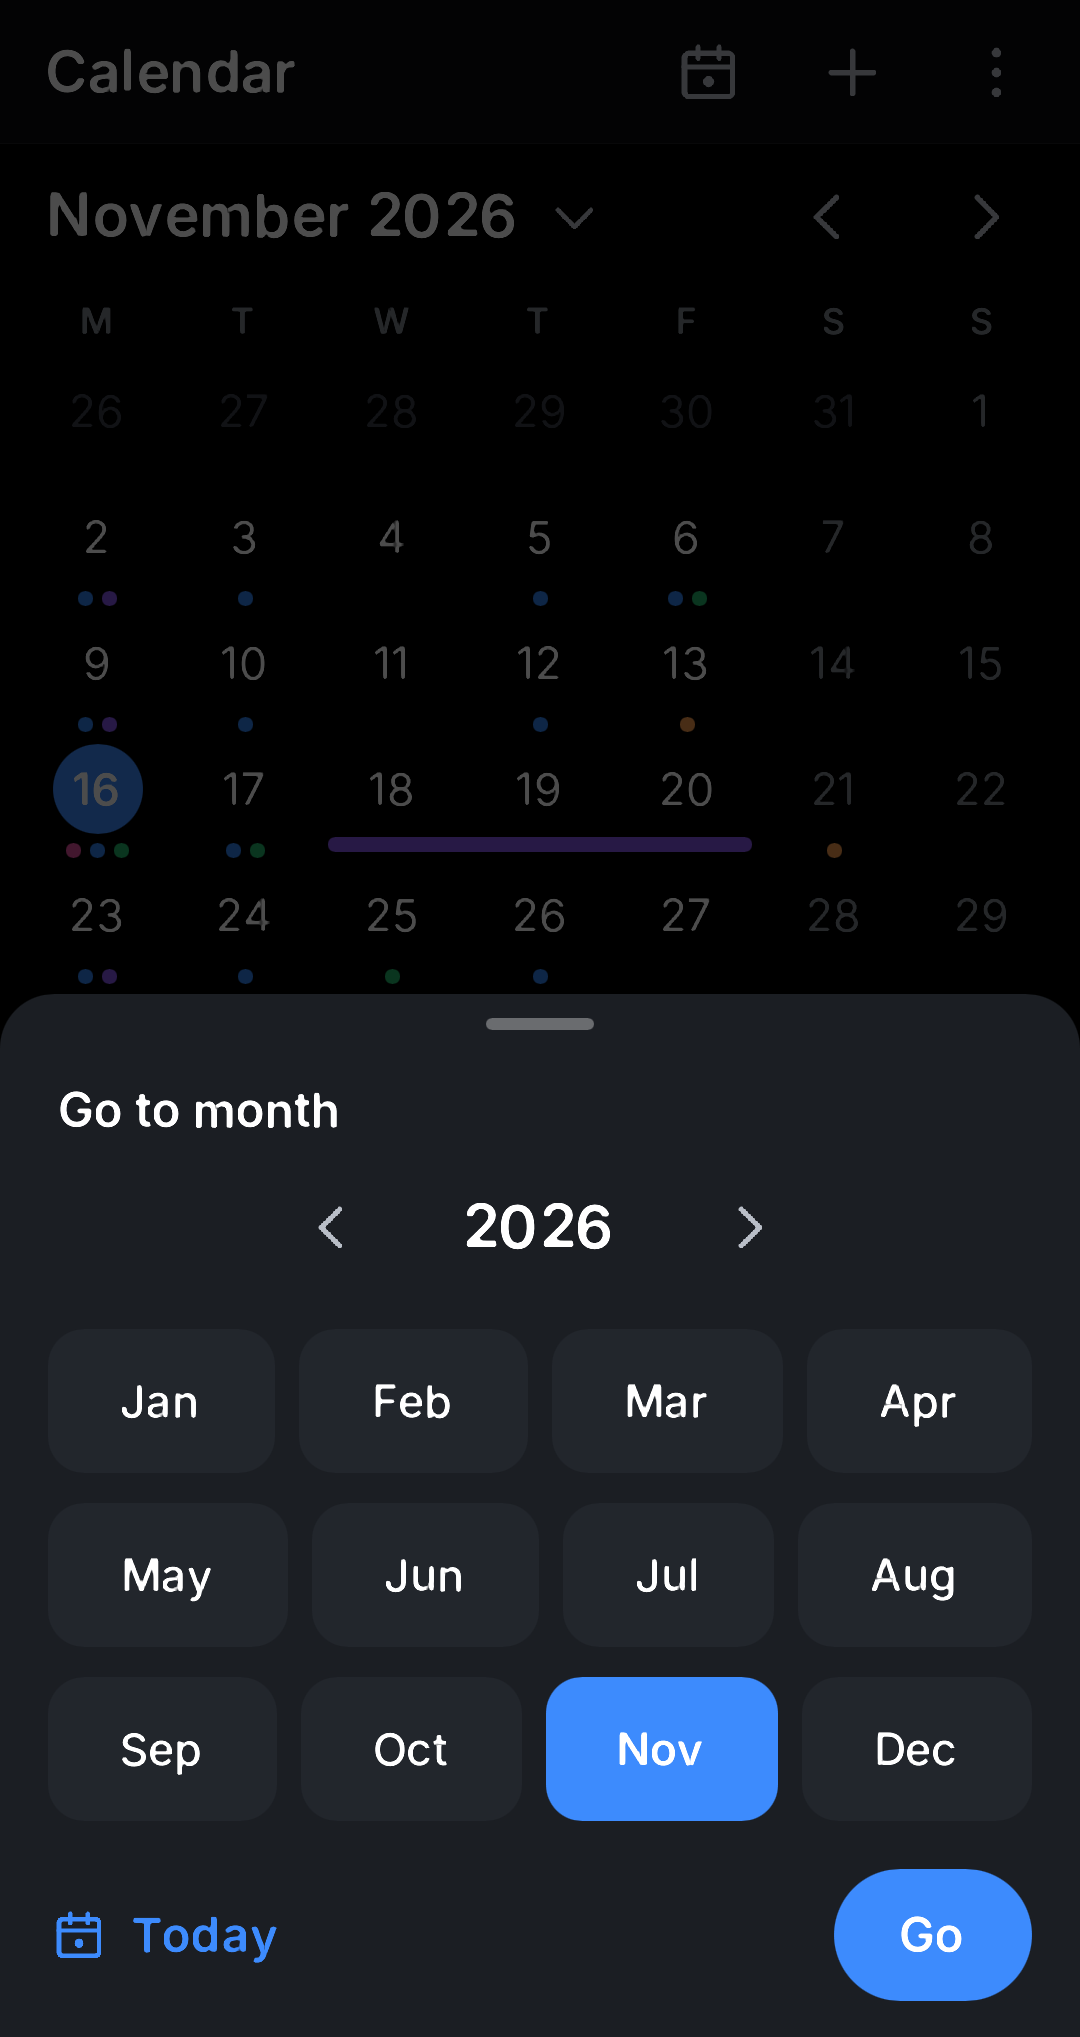 Calendar
November 2026
M T W T F S S
26 27 28 29 30 31 1
2 3 4 5 6 7 8
9 10 11 12 13 14 15
16 17 18 19 20 21 22
23 24 25 26 27 28 29
Go to month
2026
Jan Feb Mar Apr
May Jun Jul Aug
Sep Oct Nov Dec
Today Go